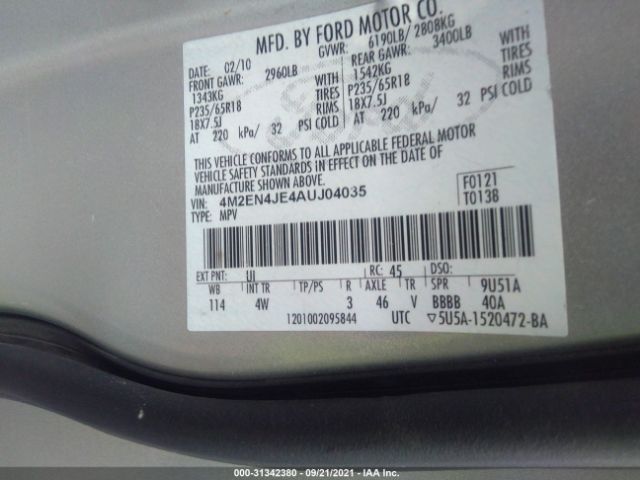 MFD. BY FORD MOTOR CO.
DATE: 02/10 GVWR: 6190LB/ 2808KG
FRONT GAWR: 2960LB REAR GAWR: 3400LB
1343KG WITH 1542KG WITH
P235/65R18 TIRES P235/65R18 TIRES
18X7.5J RIMS 18X7.5J RIMS
AT 220 kPa/ 32 PSI COLD AT 220 kPa/ 32 PSI COLD
THIS VEHICLE CONFORMS TO ALL APPLICABLE FEDERAL MOTOR
VEHICLE SAFETY STANDARDS IN EFFECT ON THE DATE OF
MANUFACTURE SHOWN ABOVE.
VIN: 4M2EN4JE4AUJ04035 F0121
TYPE: MPV T0138
EXT PNT: UI RC: 45 DSO:
WB INT TR TP/PS R AXLE TR SPR 9U51A
114 4W 3 46 V BBBB 40A
1201002095844 UTC ▽5U5A-1520472-BA
000-31342380 - 09/21/2021 - IAA Inc.